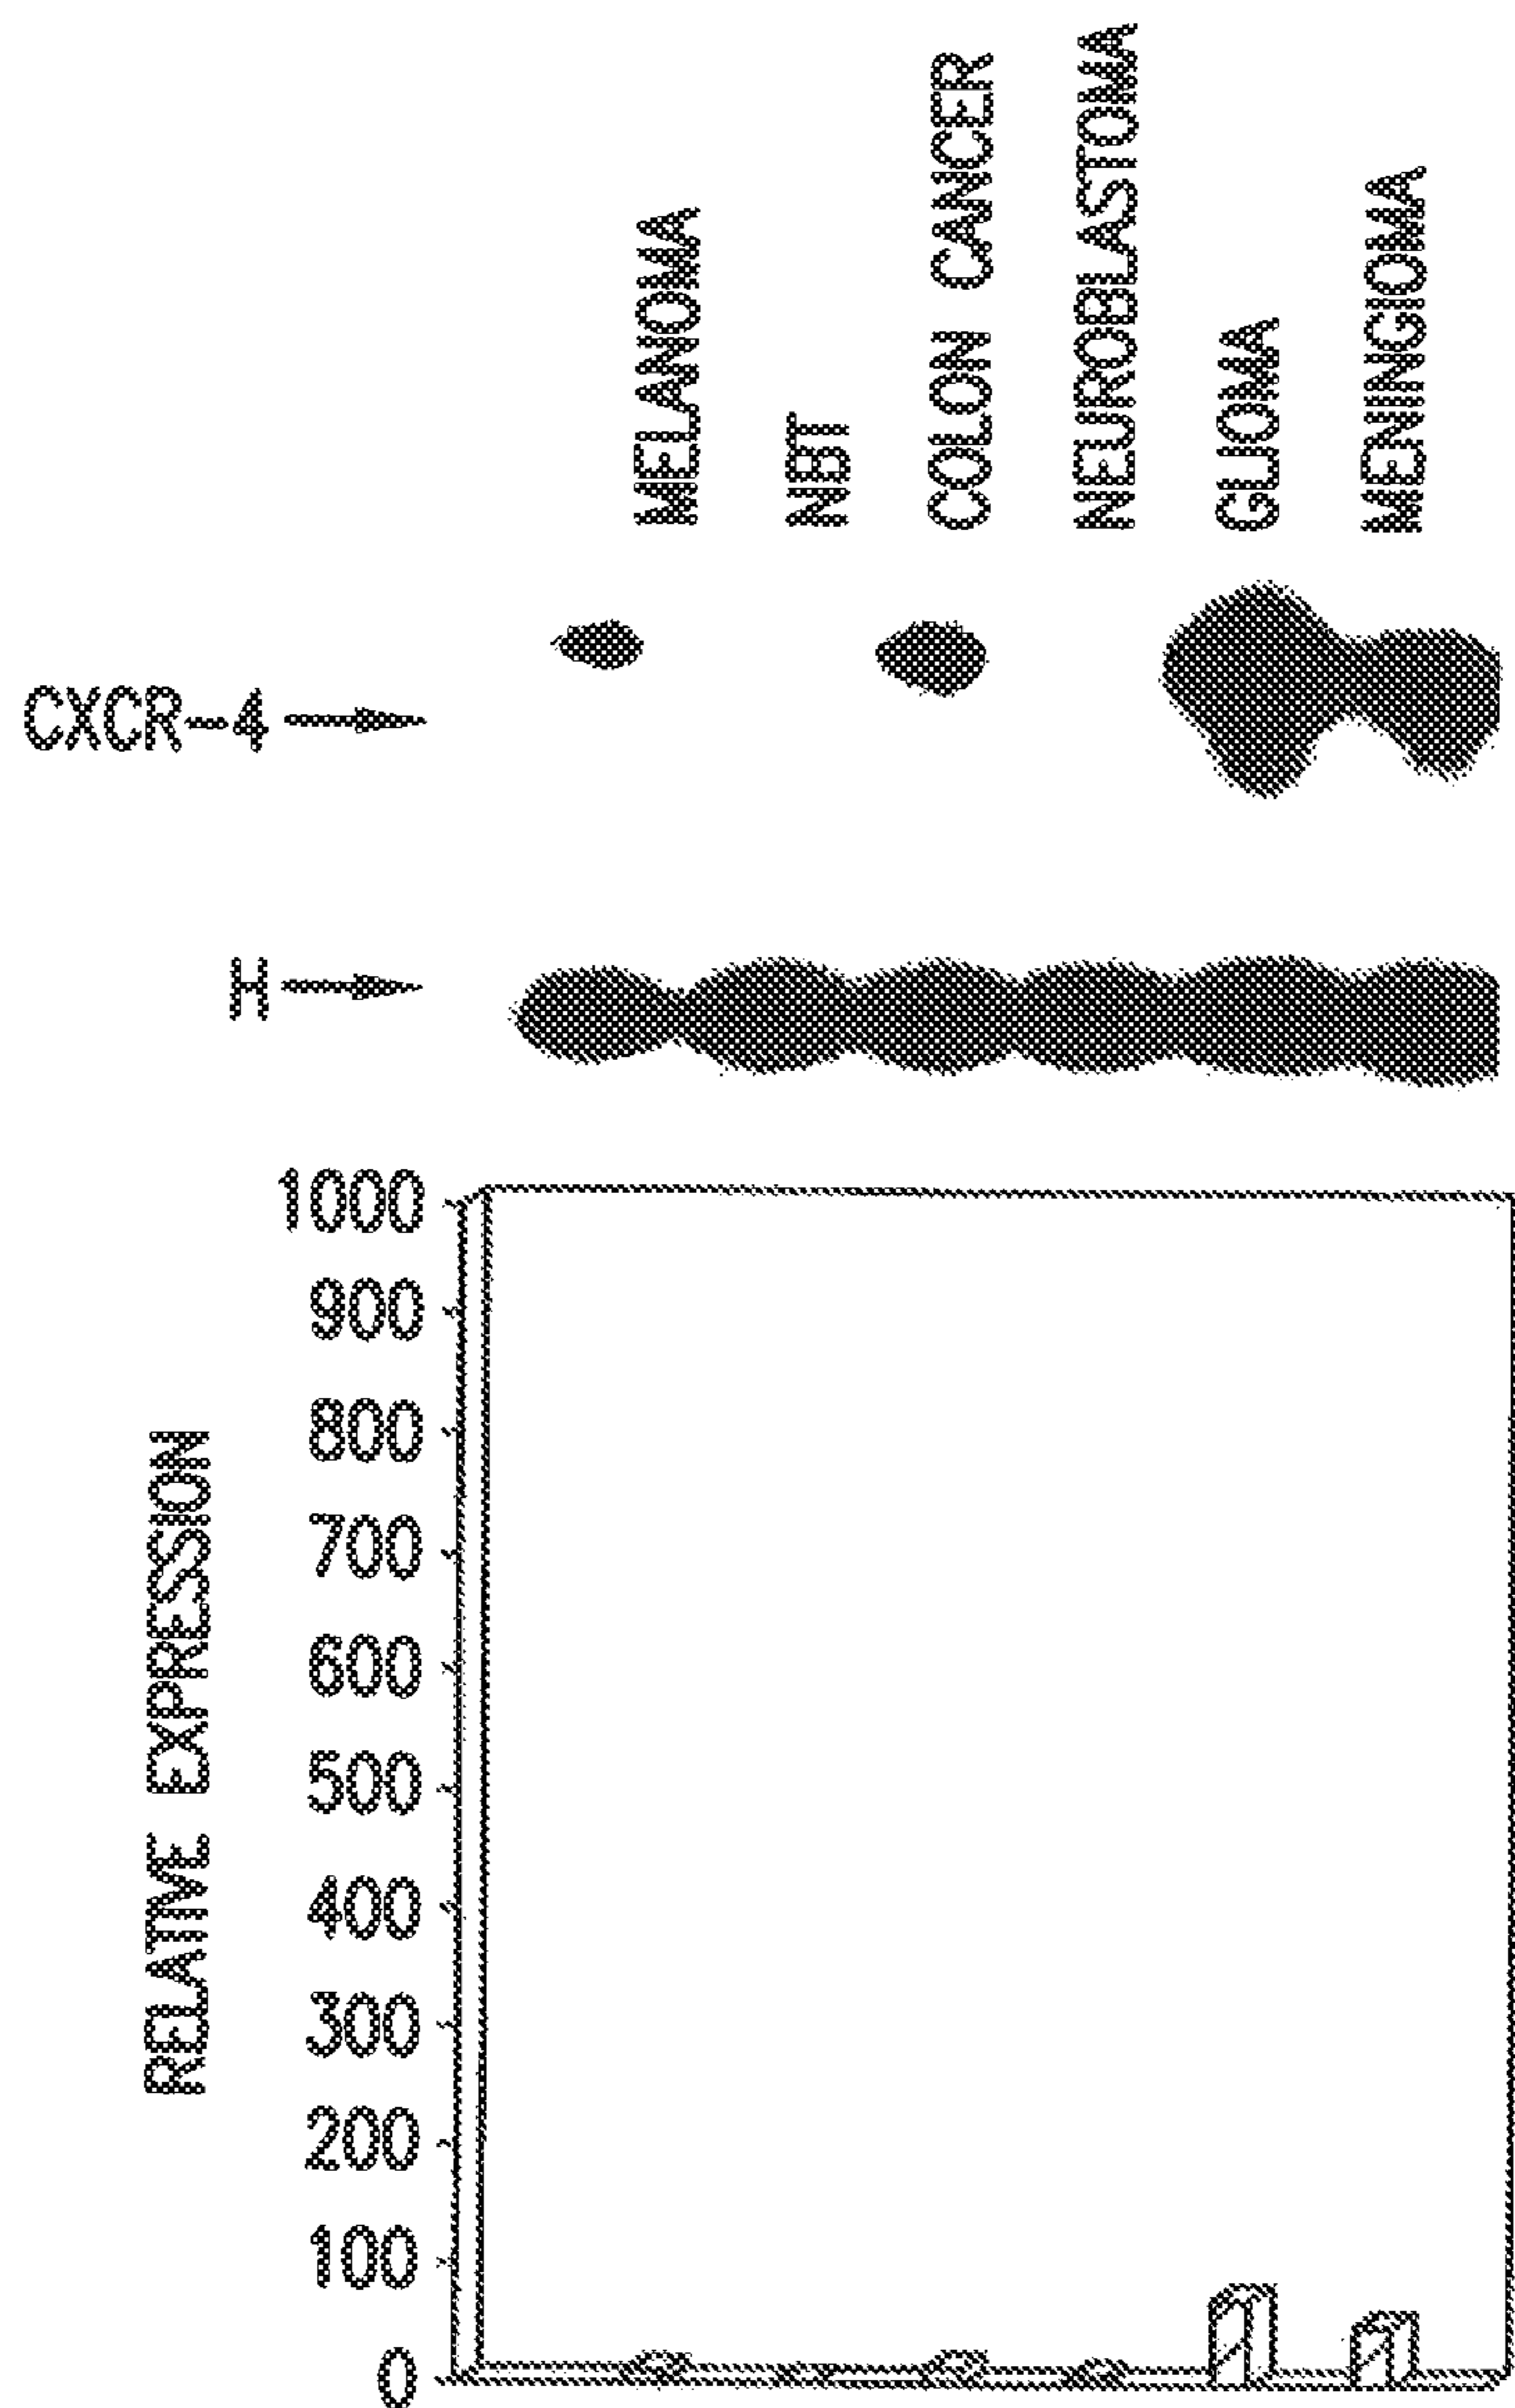 MELANOMA
NBT
COLON CANCER
NEUROBLASTOMA
GLIOMA
MENINGIOMA
CXCR-4
H
RELATIVE EXPRESSION
1000
900
800
700
600
500
400
300
200
100
0